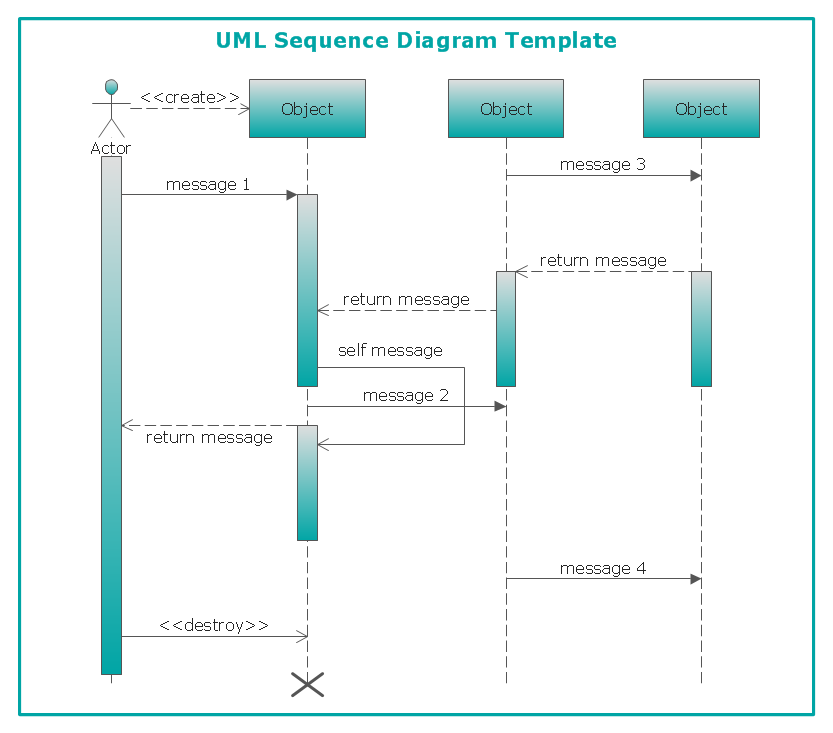 UML Sequence Diagram Template
<<create>>
Object
Object
Object
Actor
message 3
message 1
return message
return message
self message
message 2
return message
message 4
<<destroy>>